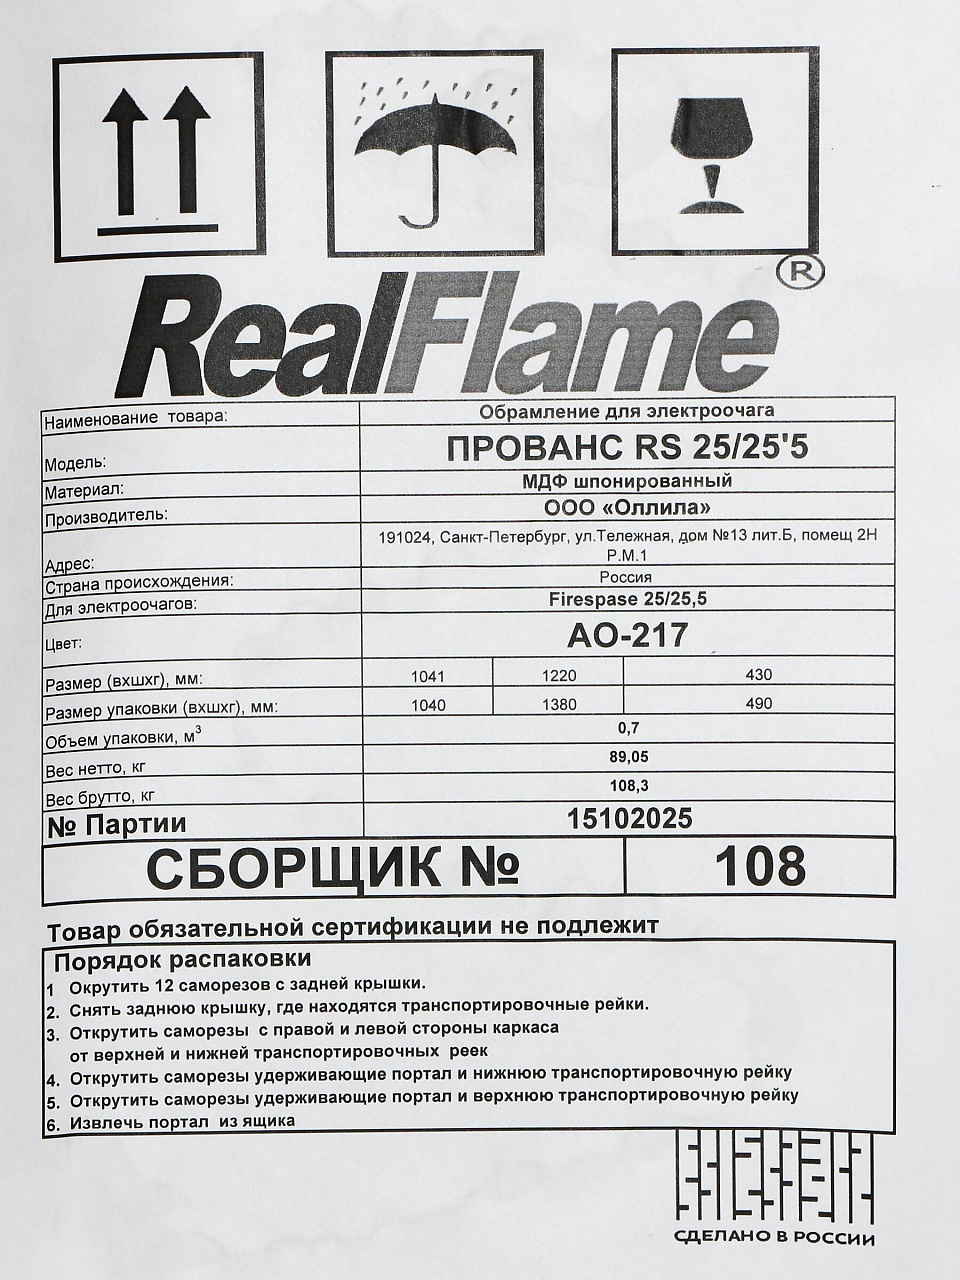 RealFlame®
Наименование товара: Обрамление для электроочага
Модель: ПРОВАНС RS 25/25'5
Материал: МДФ шпонированный
Производитель: ООО «Оллила»
Адрес: 191024, Санкт-Петербург, ул.Тележная, дом №13 лит.Б, помещ 2Н
Р.М.1
Страна происхождения: Россия
Для электроочагов: Firespase 25/25,5
Цвет: АО-217
Размер (вхшхг), мм: 1041 1220 430
Размер упаковки (вхшхг), мм: 1040 1380 490
Объем упаковки, м³ 0,7
Вес нетто, кг 89,05
Вес брутто, кг 108,3
№ Партии 15102025
СБОРЩИК № 108
Товар обязательной сертификации не подлежит
Порядок распаковки
1 Окрутить 12 саморезов с задней крышки.
2. Снять заднюю крышку, где находятся транспортировочные рейки.
3. Открутить саморезы с правой и левой стороны каркаса
от верхней и нижней транспортировочных реек
4. Открутить саморезы удерживающие портал и нижнюю транспортировочную рейку
5. Открутить саморезы удерживающие портал и верхнюю транспортировочную рейку
6. Извлечь портал из ящика
СДЕЛАНО В РОССИИ